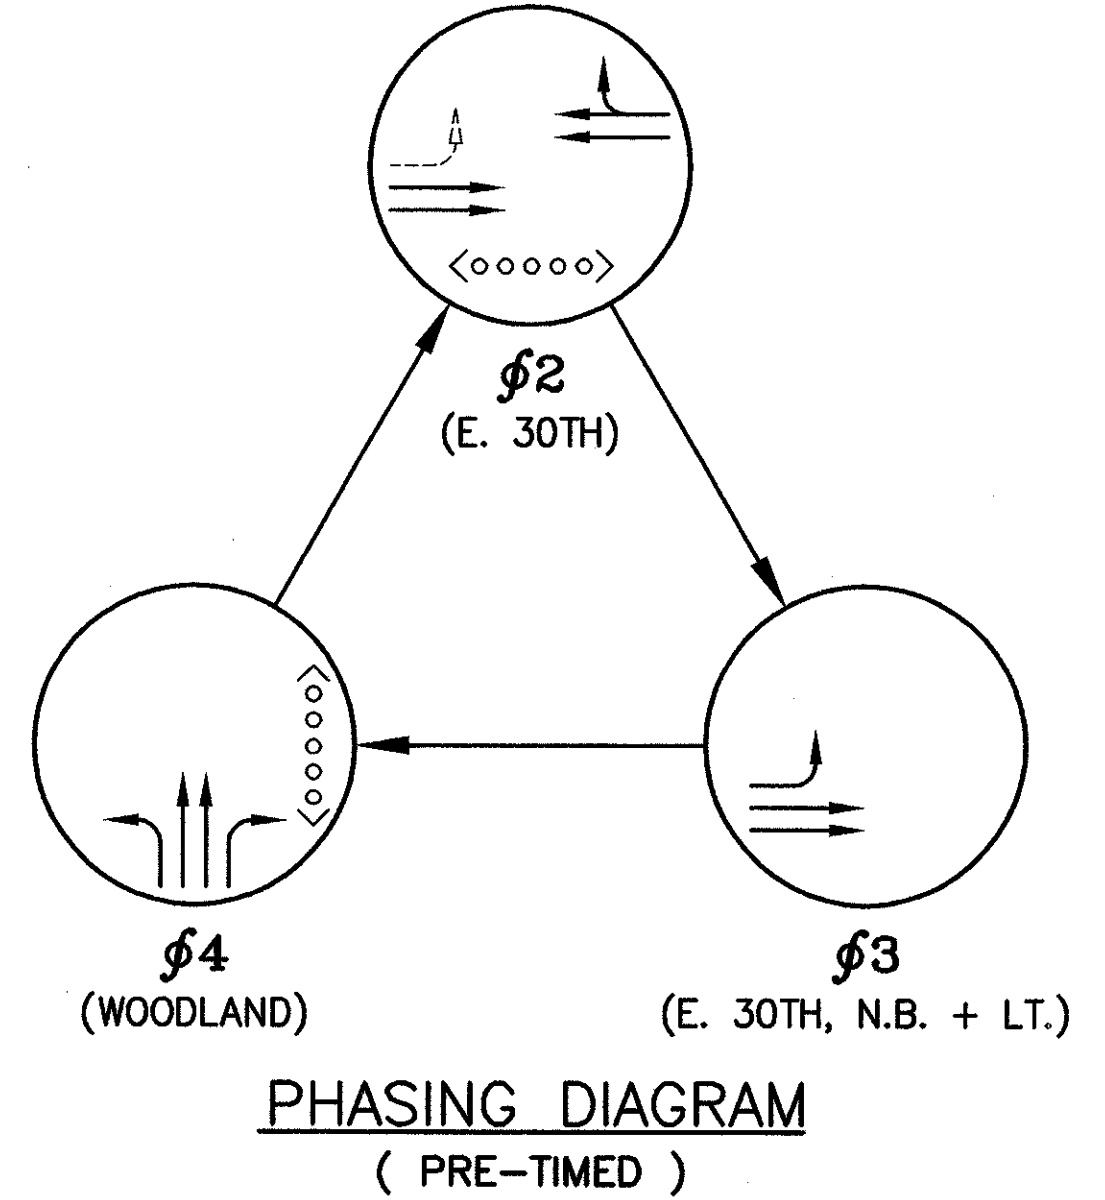 ϕ2
(E. 30TH)
ϕ4
(WOODLAND)
ϕ3
(E. 30TH, N.B. + LT.)
PHASING DIAGRAM
( PRE-TIMED )